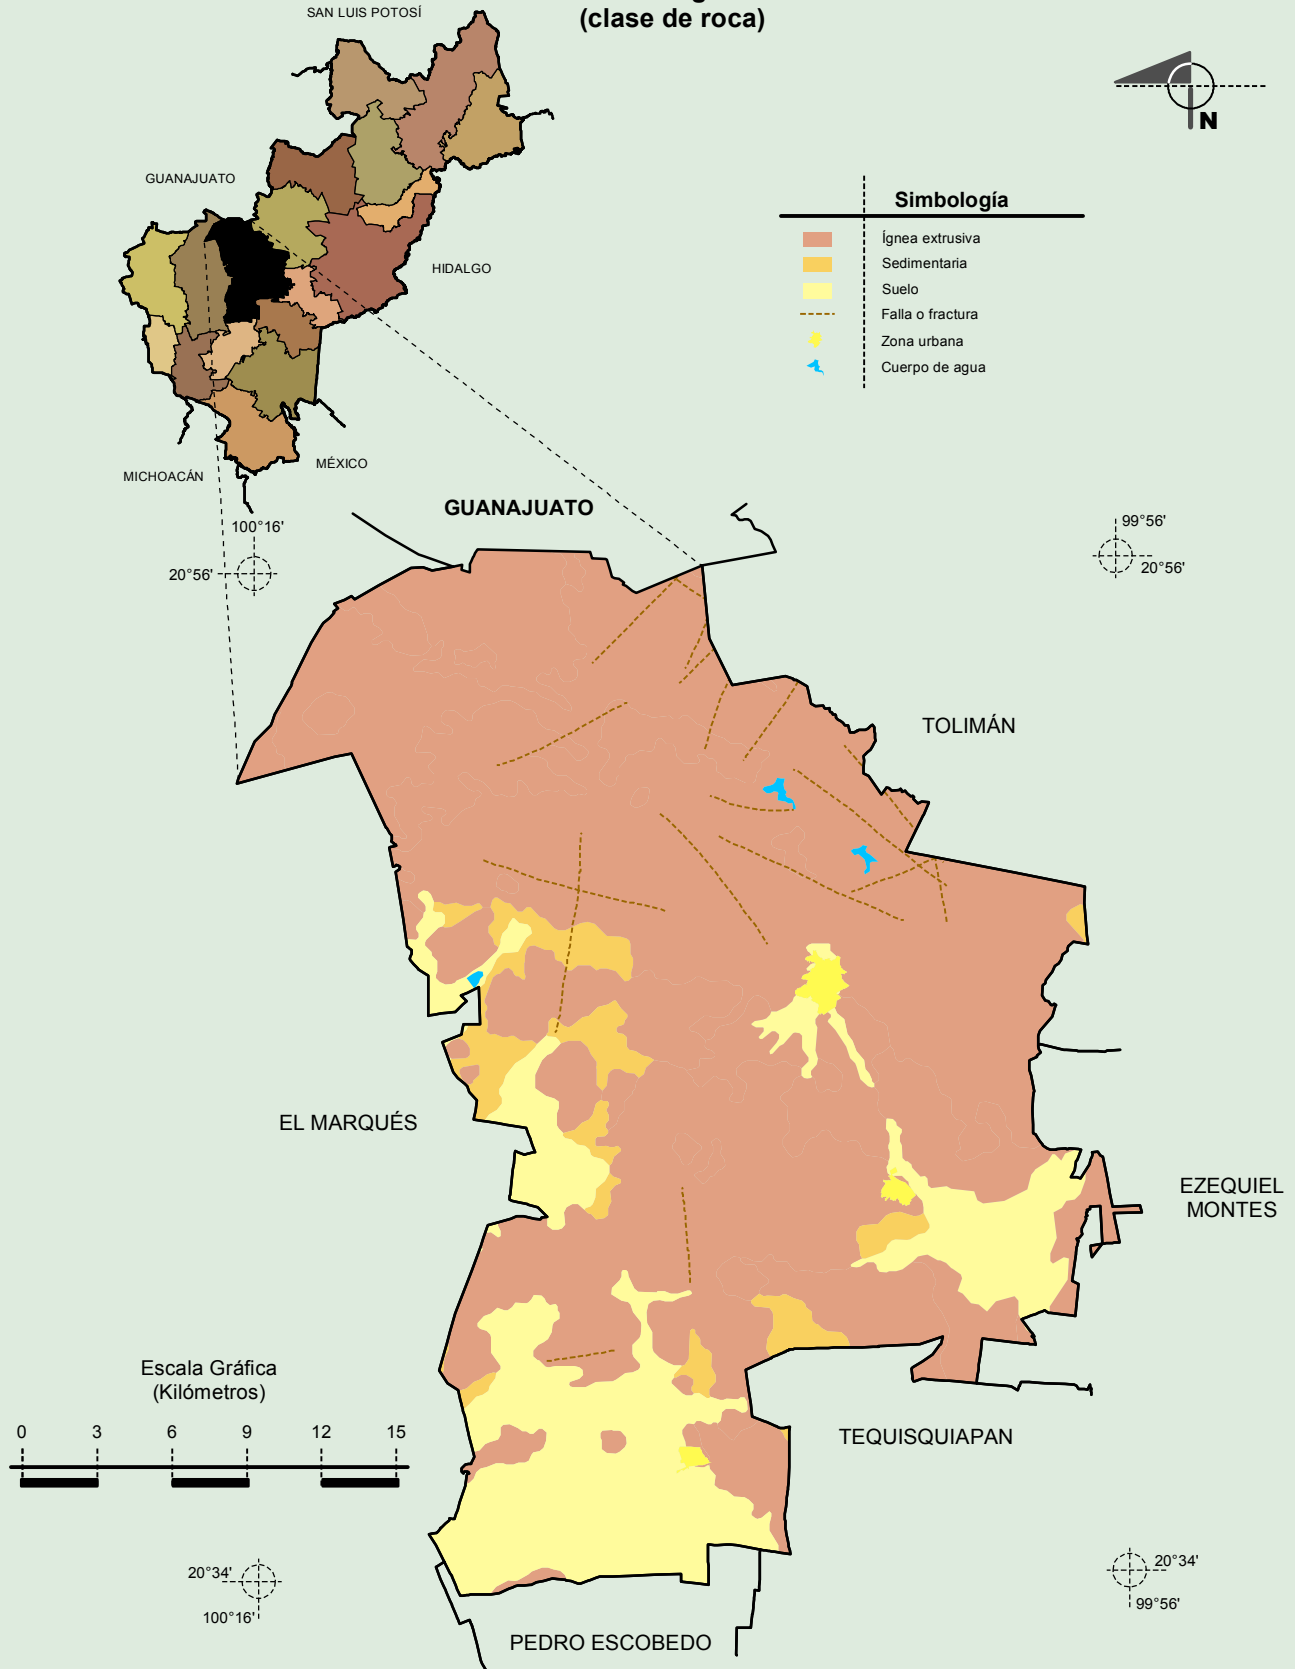 (clase de roca)
SAN LUIS POTOSÍ
GUANAJUATO
HIDALGO
MICHOACÁN
MÉXICO
N
Simbología
Ígnea extrusiva
Sedimentaria
Suelo
Falla o fractura
Zona urbana
Cuerpo de agua
GUANAJUATO
100°16'
20°56'
99°56'
20°56'
TOLIMÁN
EL MARQUÉS
EZEQUIEL
MONTES
Escala Gráfica
(Kilómetros)
0 3 6 9 12 15
TEQUISQUIAPAN
20°34'
100°16'
20°34'
99°56'
PEDRO ESCOBEDO